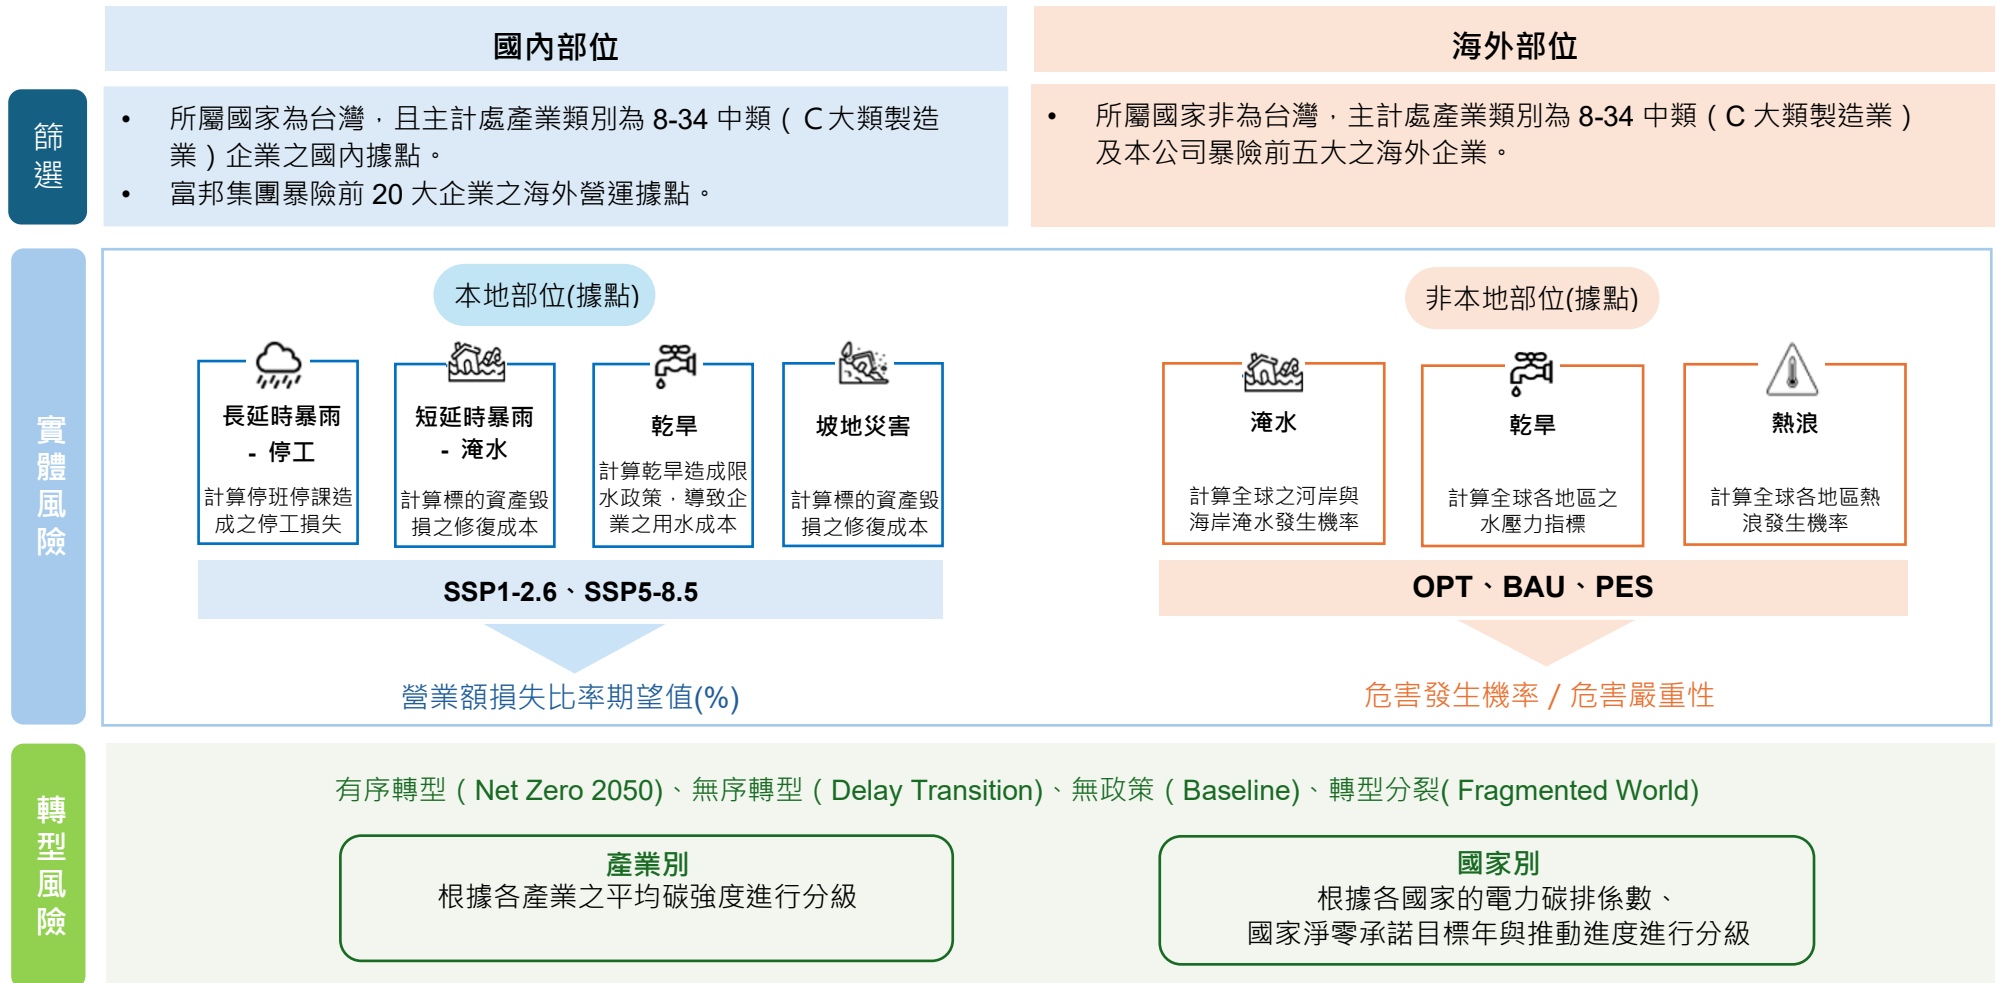 國內部位
海外部位
篩選
• 所屬國家為台灣，且主計處產業類別為 8-34 中類（C大類製造
業）企業之國內據點。
• 富邦集團暴險前 20 大企業之海外營運據點。
• 所屬國家非為台灣，主計處產業類別為 8-34 中類（C 大類製造業）
及本公司暴險前五大之海外企業。
實體風險
本地部位(據點)
長延時暴雨
- 停工
計算停班停課造
成之停工損失
短延時暴雨
- 淹水
計算標的資產毀
損之修復成本
乾旱
計算乾旱造成限
水政策，導致企
業之用水成本
坡地災害
計算標的資產毀
損之修復成本
SSP1-2.6、SSP5-8.5
營業額損失比率期望值(%)
非本地部位(據點)
淹水
計算全球之河岸與
海岸淹水發生機率
乾旱
計算全球各地區之
水壓力指標
熱浪
計算全球各地區熱
浪發生機率
OPT、BAU、PES
危害發生機率 / 危害嚴重性
轉型風險
有序轉型（Net Zero 2050)、無序轉型（Delay Transition)、無政策（Baseline)、轉型分裂( Fragmented World)
產業別
根據各產業之平均碳強度進行分級
國家別
根據各國家的電力碳排係數、
國家淨零承諾目標年與推動進度進行分級